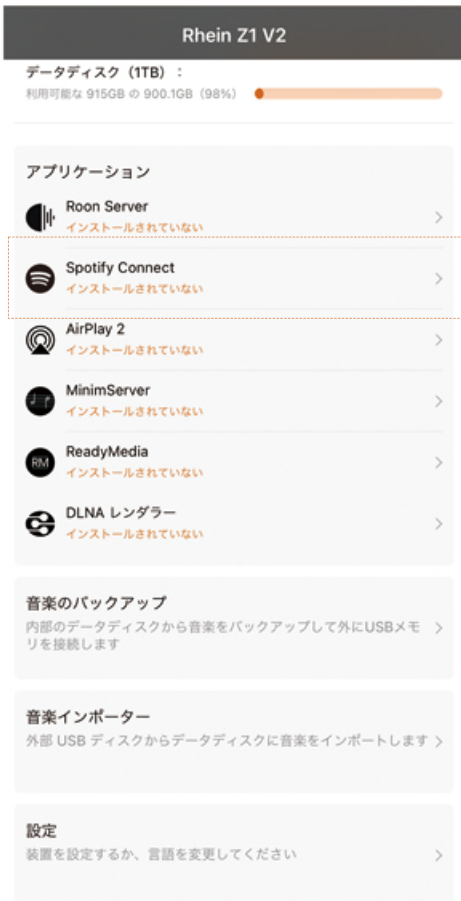 Rhein Z1 V2
データディスク（1TB）：
利用可能な 915GB の 900.1GB（98%）
アプリケーション
Roon Server
インストールされていない
Spotify Connect
インストールされていない
AirPlay 2
インストールされていない
MinimServer
インストールされていない
RM
ReadyMedia
インストールされていない
DLNA レンダラー
インストールされていない
音楽のバックアップ
内部のデータディスクから音楽をバックアップして外にUSBメモ
リを接続します
音楽インポーター
外部 USB ディスクからデータディスクに音楽をインポートします
設定
装置を設定するか、言語を変更してください